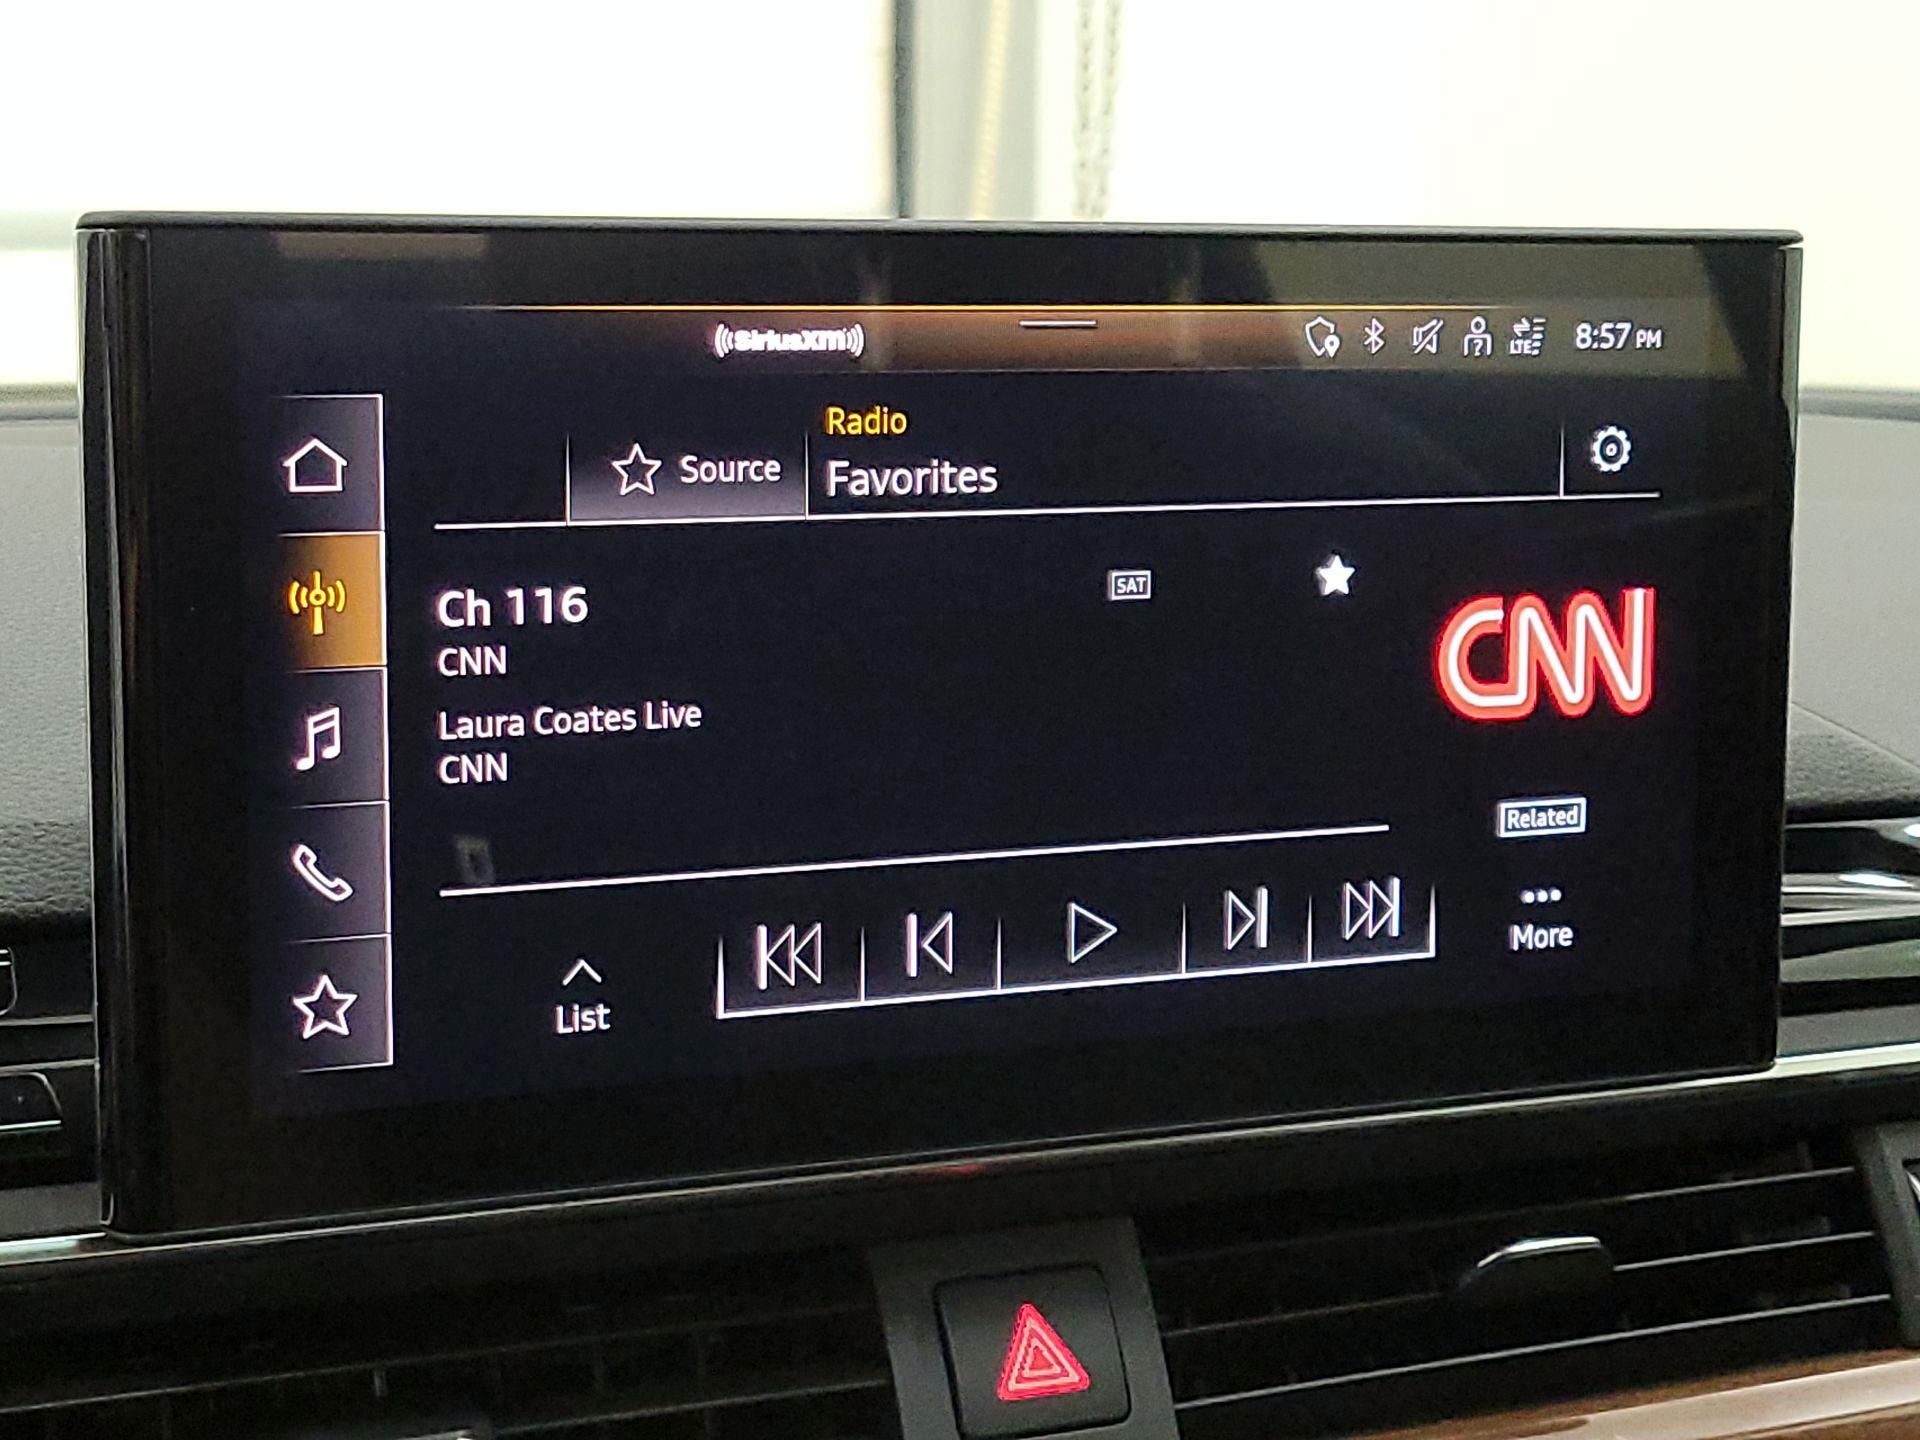 SiriusXM
LTE
8:57 PM
Radio
Source
Favorites
Ch 116
SAT
CNN
CNN
Laura Coates Live
CNN
Related
More
List